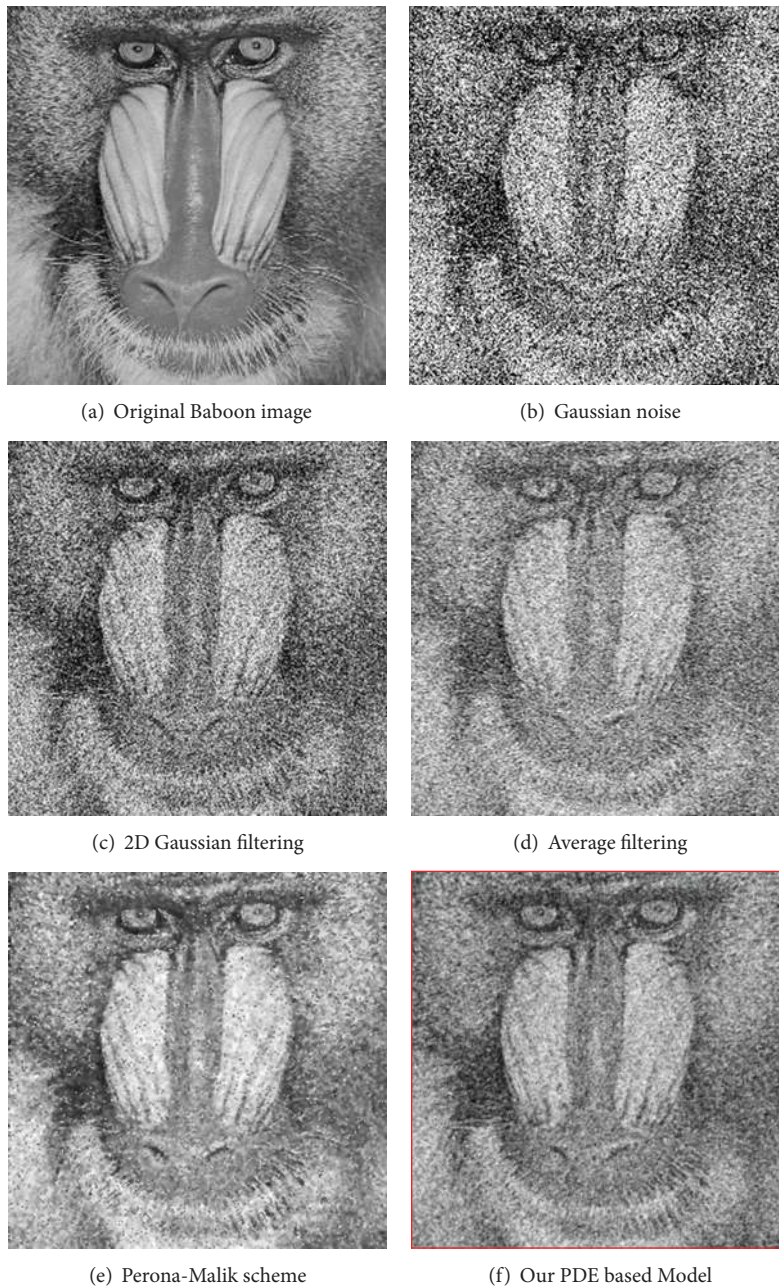 (a) Original Baboon image
(b) Gaussian noise
(c) 2D Gaussian filtering
(d) Average filtering
(e) Perona-Malik scheme
(f) Our PDE based Model